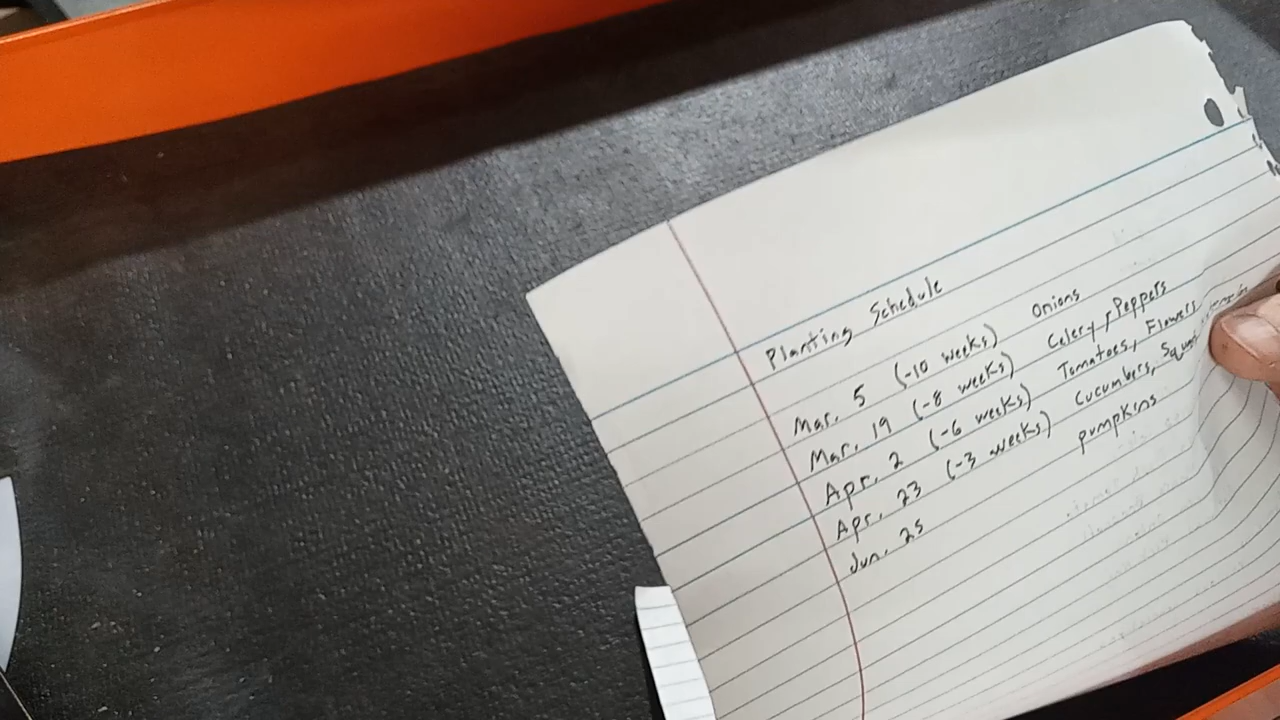 Planting Schedule
Mar. 5 (-10 weeks) Onions
Mar. 19 (-8 weeks) Celery, Peppers
Apr. 2 (-6 weeks) Tomatoes, Flowers
Apr. 23 (-3 weeks) Cucumbers,
Jun. 25 pumpkins